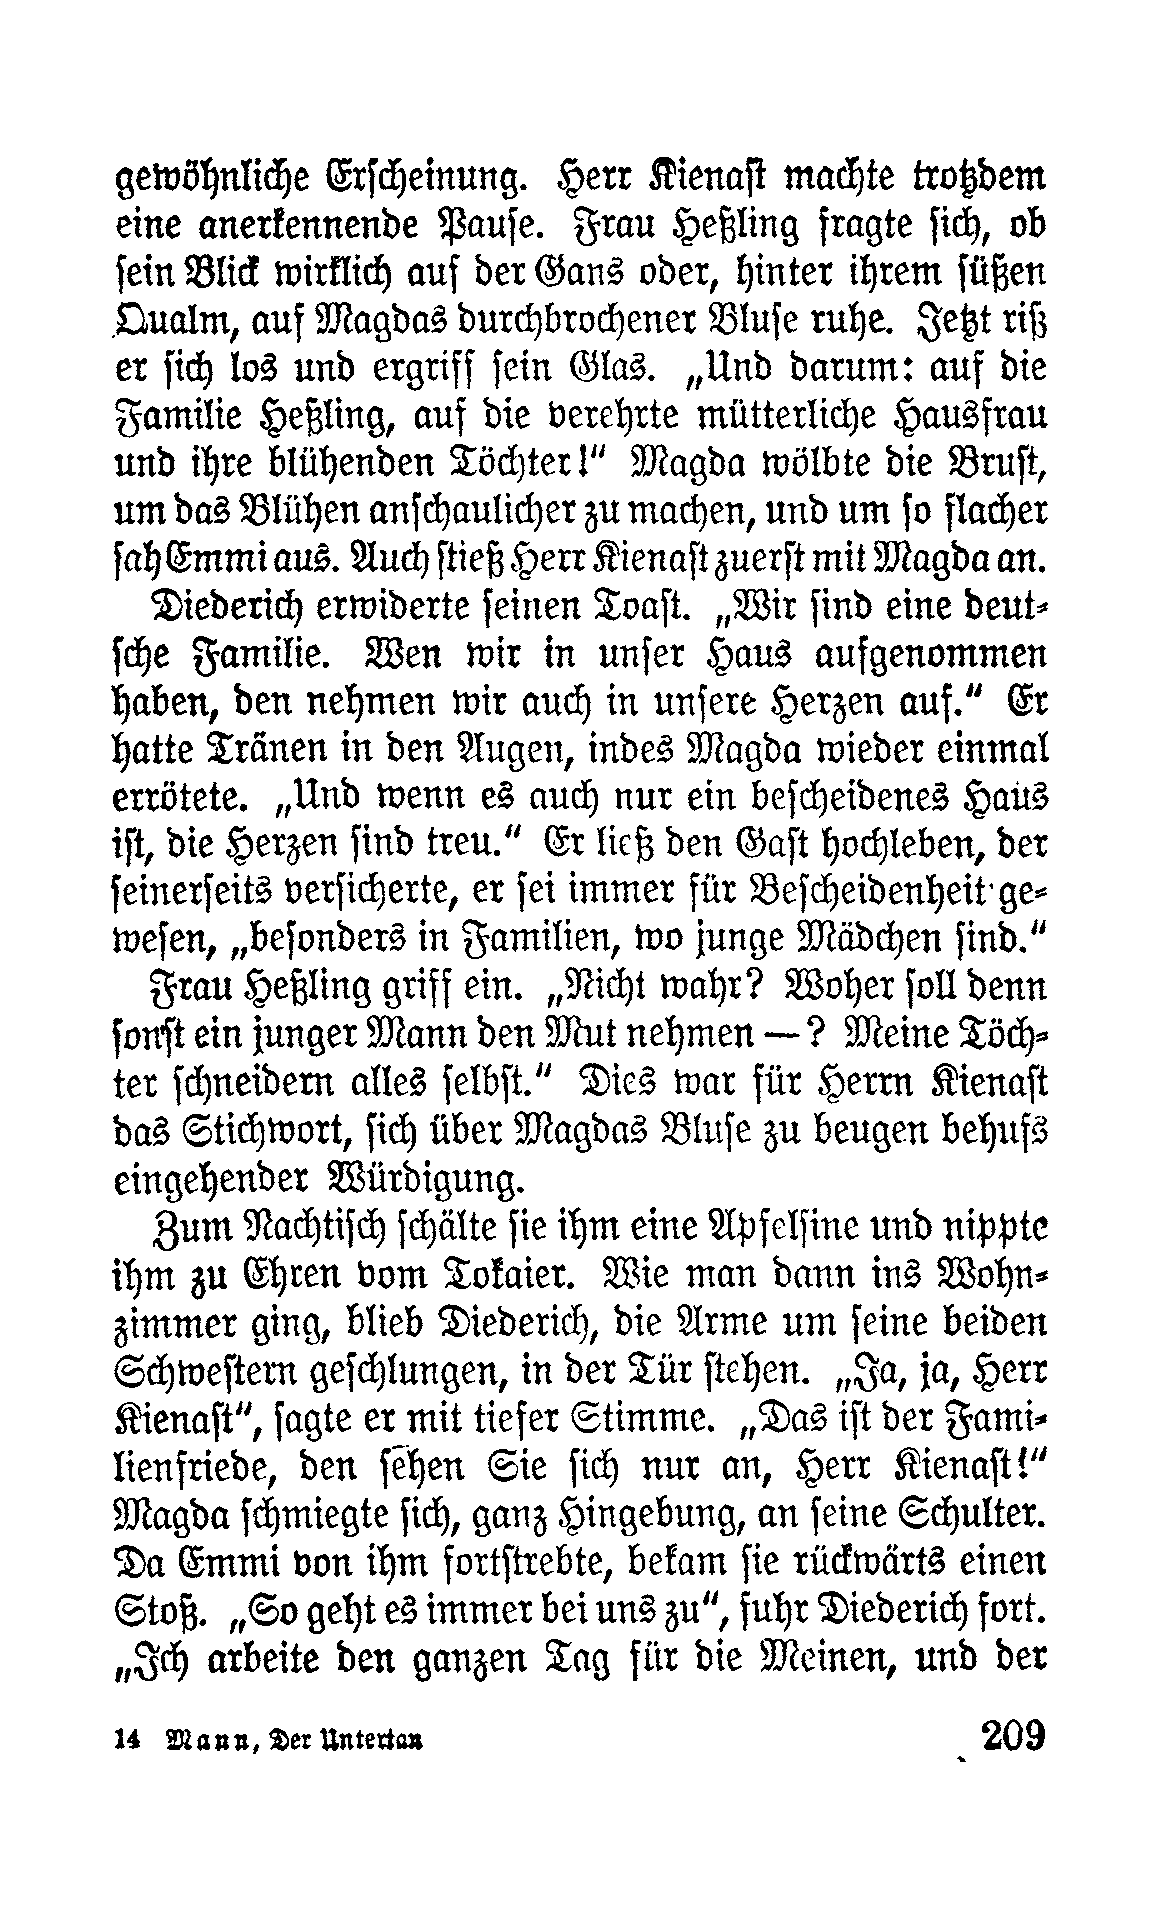 gewöhnliche Erscheinung. Herr Kienast machte trotzdem
eine anerkennende Pause. Frau Heßling fragte sich, ob
sein Blick wirklich auf der Gans oder, hinter ihrem süßen
Qualm, auf Magdas durchbrochener Bluse ruhe. Jetzt riß
er sich los und ergriff sein Glas. „Und darum: auf die
Familie Heßling, auf die verehrte mütterliche Hausfrau
und ihre blühenden Töchter!“ Magda wölbte die Brust,
um das Blühen anschaulicher zu machen, und um so flacher
sah Emmi aus. Auch stieß Herr Kienast zuerst mit Magda an.
Diederich erwiderte seinen Toast. „Wir sind eine deut-
sche Familie. Wen wir in unser Haus aufgenommen
haben, den nehmen wir auch in unsere Herzen auf.“ Er
hatte Tränen in den Augen, indes Magda wieder einmal
errötete. „Und wenn es auch nur ein bescheidenes Haus
ist, die Herzen sind treu.“ Er ließ den Gast hochleben, der
seinerseits versicherte, er sei immer für Bescheidenheit ge-
wesen, „besonders in Familien, wo junge Mädchen sind.“
Frau Heßling griff ein. „Nicht wahr? Woher soll denn
sonst ein junger Mann den Mut nehmen —? Meine Töch-
ter schneidern alles selbst.“ Dies war für Herrn Kienast
das Stichwort, sich über Magdas Bluse zu beugen behufs
eingehender Würdigung.
Zum Nachtisch schälte sie ihm eine Apfelsine und nippte
ihm zu Ehren vom Tokaier. Wie man dann ins Wohn-
zimmer ging, blieb Diederich, die Arme um seine beiden
Schwestern geschlungen, in der Tür stehen. „Ja, ja, Herr
Kienast“, sagte er mit tiefer Stimme. „Das ist der Fami-
lienfriede, den sehen Sie sich nur an, Herr Kienast!“
Magda schmiegte sich, ganz Hingebung, an seine Schulter.
Da Emmi von ihm fortstrebte, bekam sie rückwärts einen
Stoß. „So geht es immer bei uns zu“, fuhr Diederich fort.
„Ich arbeite den ganzen Tag für die Meinen, und der
14 Mann, Der Untertan 209